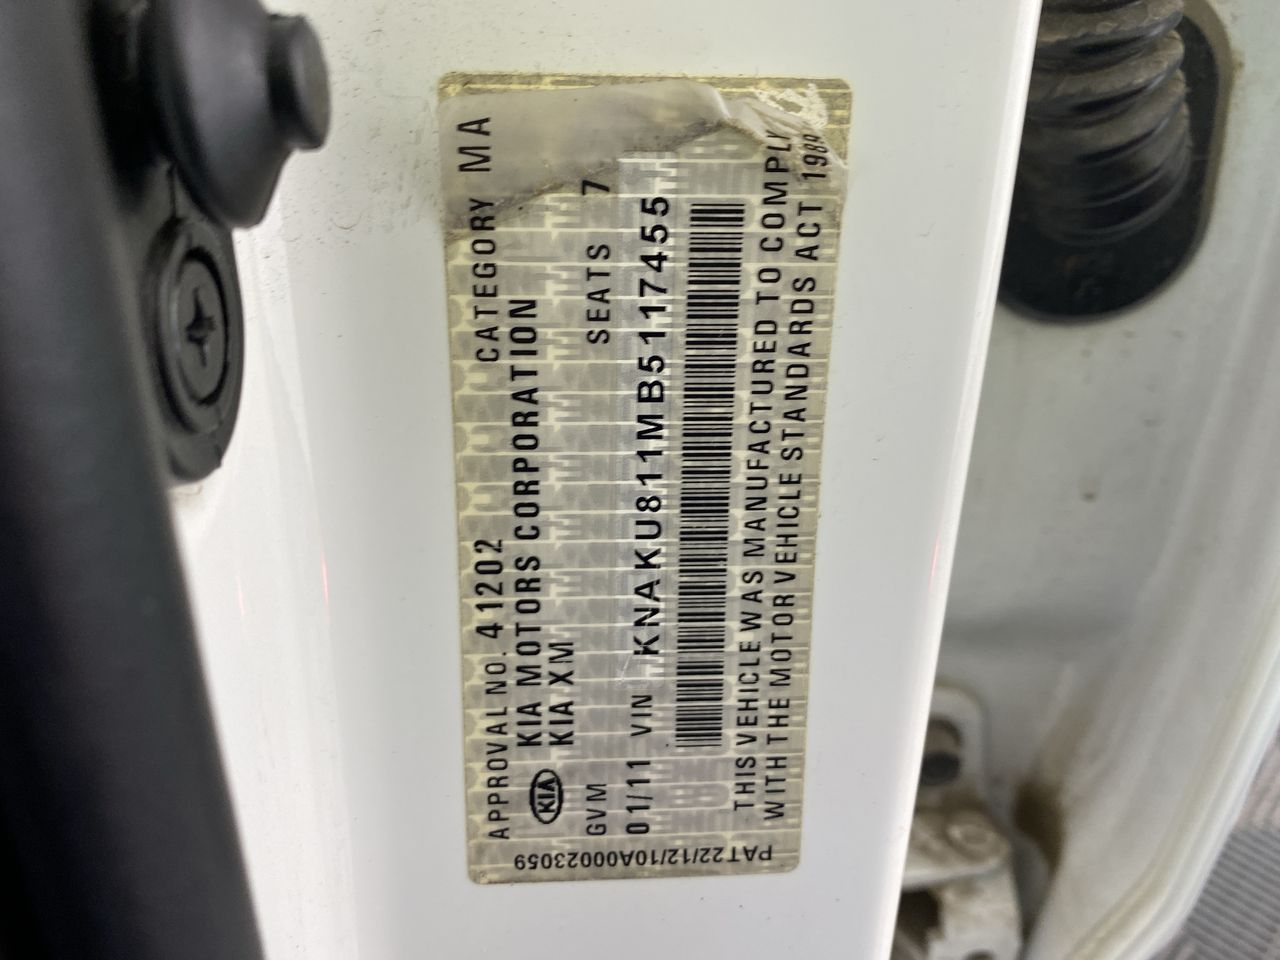 APPROVAL NO. 41202 CATEGORY MA
KIA MOTORS CORPORATION
KIA KIA XM
GVM SEATS 7
01/11 VIN KNAKU811MB5117455
THIS VEHICLE WAS MANUFACTURED TO COMPLY
WITH THE MOTOR VEHICLE STANDARDS ACT 1989
PAT22/12/10A00023059